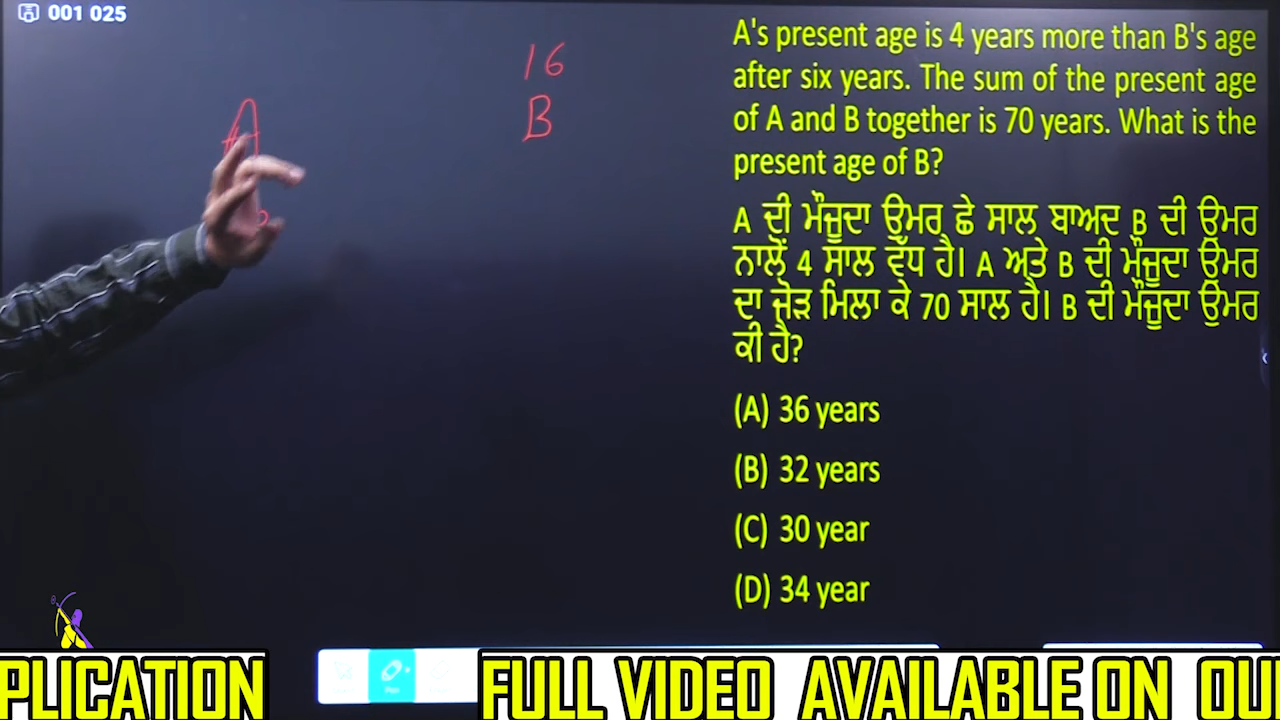 001 025
16
A
B
A's present age is 4 years more than B's age
after six years. The sum of the present age
of A and B together is 70 years. What is the
present age of B?
A ਦੀ ਮੌਜੂਦਾ ਉਮਰ ਛੇ ਸਾਲ ਬਾਅਦ B ਦੀ ਉਮਰ
ਨਾਲੋਂ 4 ਸਾਲ ਵੱਧ ਹੈ। A ਅਤੇ B ਦੀ ਮੌਜੂਦਾ ਉਮਰ
ਦਾ ਜੋੜ ਮਿਲਾ ਕੇ 70 ਸਾਲ ਹੈ। B ਦੀ ਮੌਜੂਦਾ ਉਮਰ
ਕੀ ਹੈ?
(A) 36 years
(B) 32 years
(C) 30 year
(D) 34 year
PLICATION FULL VIDEO AVAILABLE ON OU